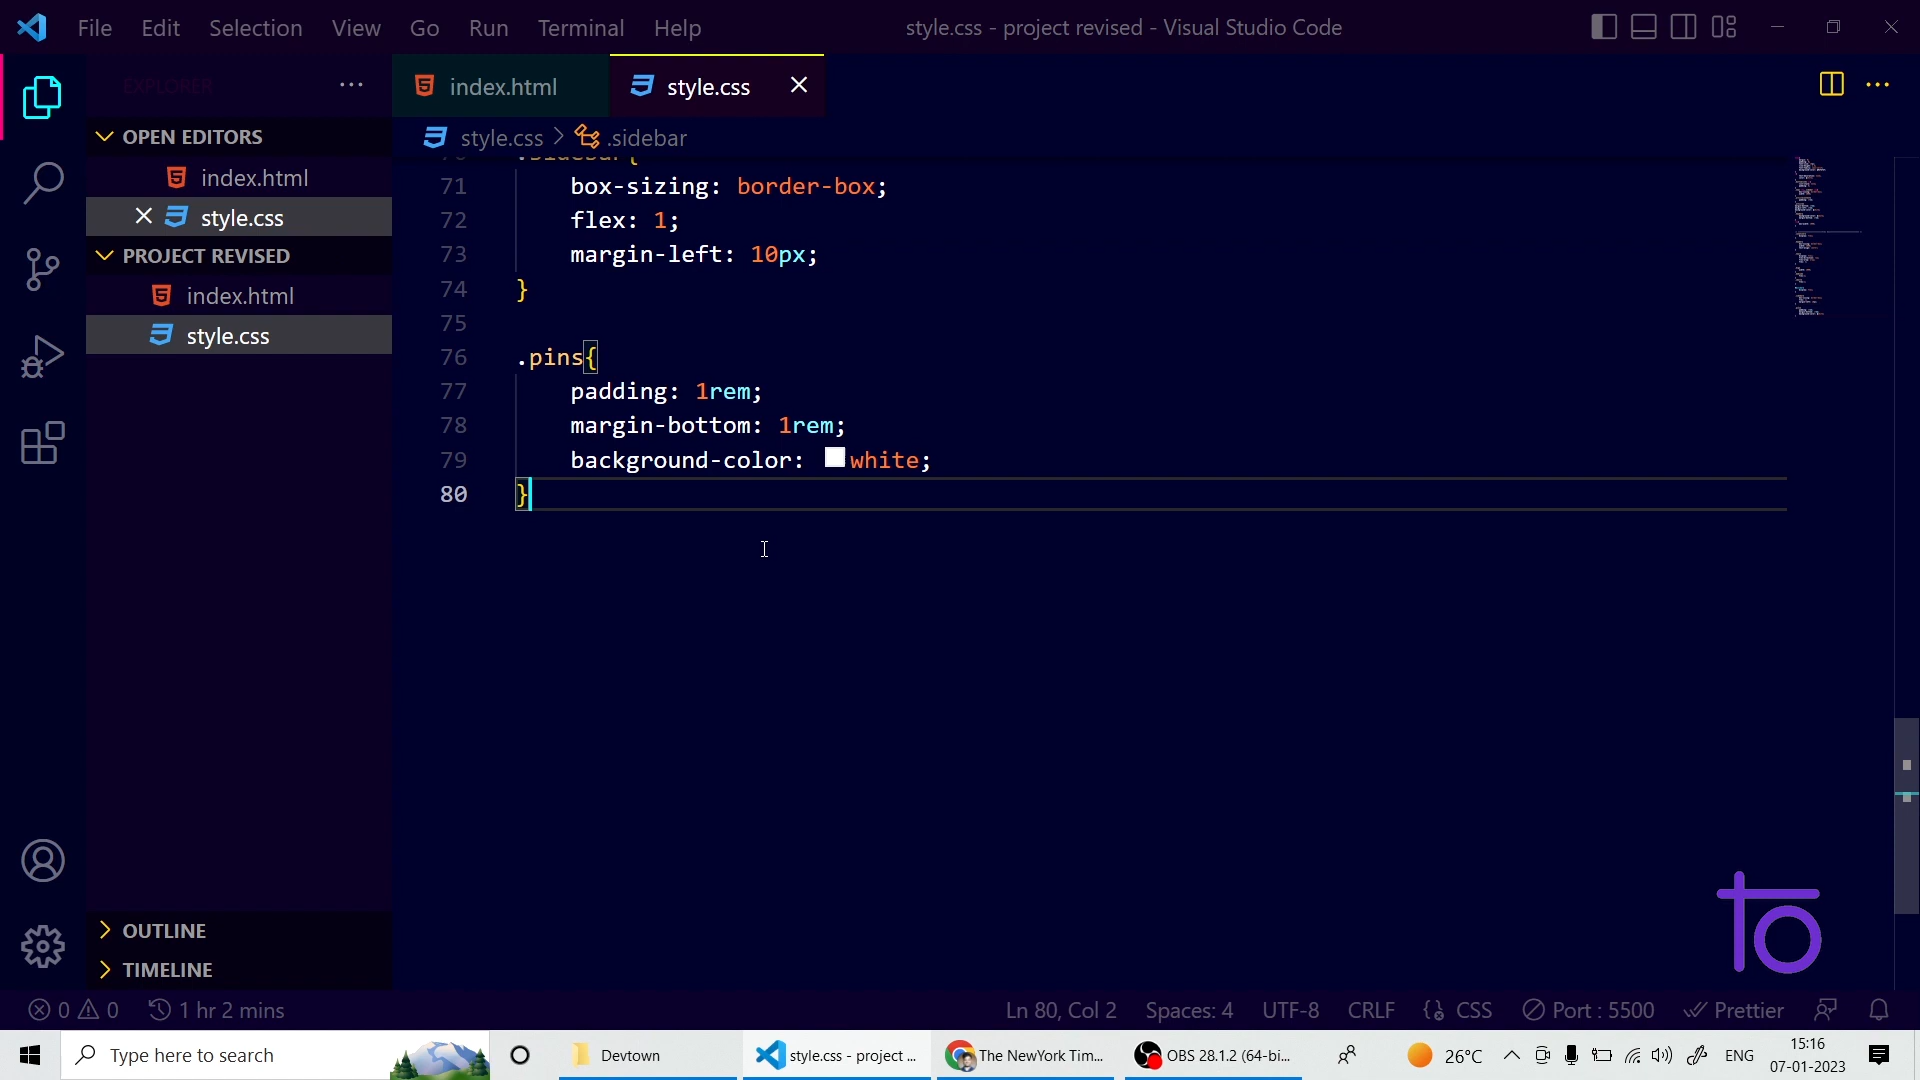 File Edit Selection View Go Run Terminal Help
style.css - project revised - Visual Studio Code
EXPLORER
index.html
style.css
OPEN EDITORS
index.html
style.css
PROJECT REVISED
index.html
style.css
OUTLINE
TIMELINE
style.css > .sidebar
70 .sidebar{
71 box-sizing: border-box;
72 flex: 1;
73 margin-left: 10px;
74 }
75
76 .pins{
77 padding: 1rem;
78 margin-bottom: 1rem;
79 background-color: white;
80 }
to
0 0 1 hr 2 mins
Ln 80, Col 2 Spaces: 4 UTF-8 CRLF {} CSS Port : 5500 Prettier
Type here to search
Devtown
style.css - project ...
The NewYork Tim...
OBS 28.1.2 (64-bi...
26°C
ENG
15:16
07-01-2023